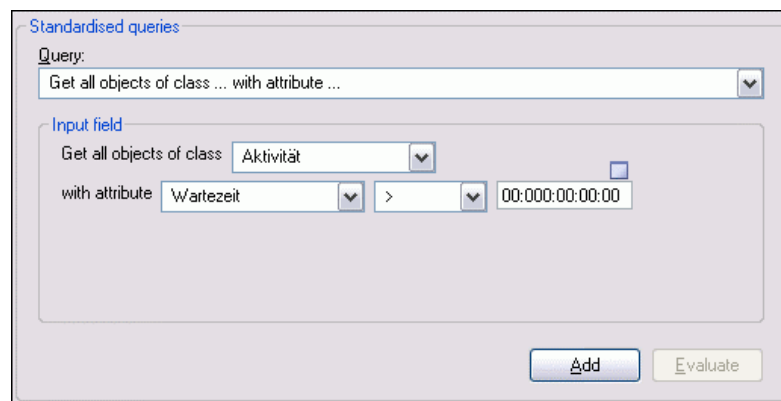 Standardised queries
Query:
Get all objects of class ... with attribute ...
Input field
Get all objects of class Aktivität
with attribute Wartezeit > 00:000:00:00:00
Add Evaluate